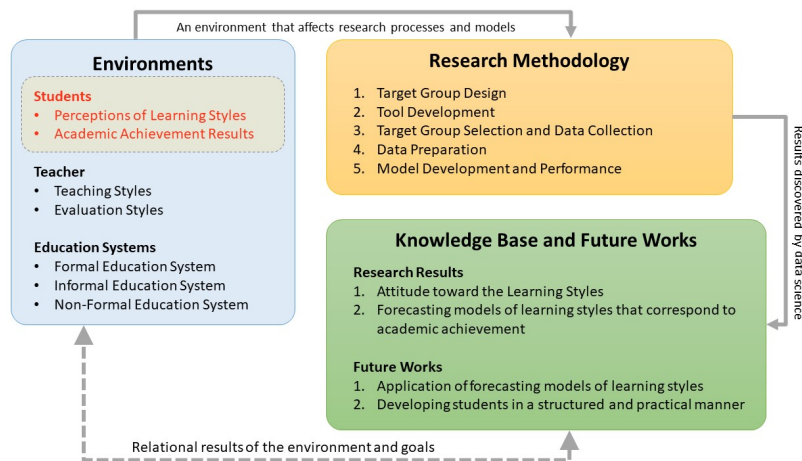 An environment that affects research processes and models
Environments
Students
• Perceptions of Learning Styles
• Academic Achievement Results
Teacher
• Teaching Styles
• Evaluation Styles
Education Systems
• Formal Education System
• Informal Education System
• Non-Formal Education System
Research Methodology
1. Target Group Design
2. Tool Development
3. Target Group Selection and Data Collection
4. Data Preparation
5. Model Development and Performance
Results discovered by data science
Knowledge Base and Future Works
Research Results
1. Attitude toward the Learning Styles
2. Forecasting models of learning styles that correspond to
academic achievement
Future Works
1. Application of forecasting models of learning styles
2. Developing students in a structured and practical manner
Relational results of the environment and goals